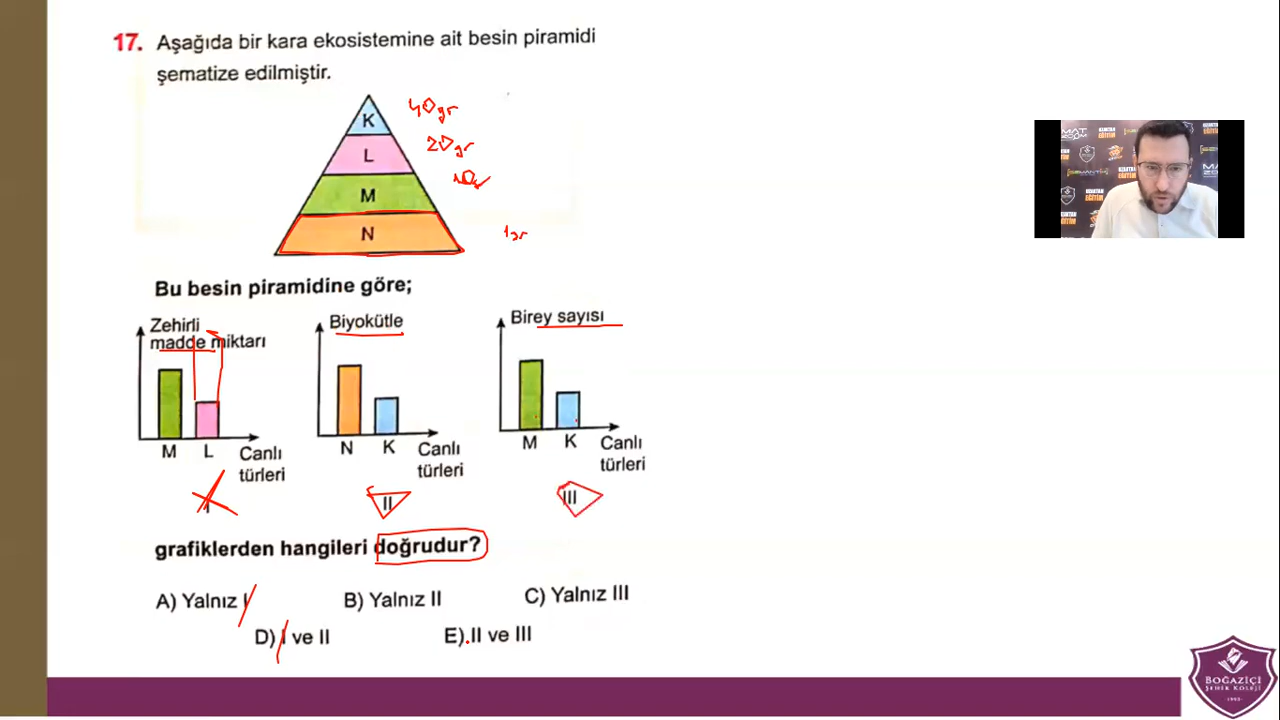 17. Aşağıda bir kara ekosistemine ait besin piramidi
şematize edilmiştir.
K
40gr
L
20gr
M
N
Bu besin piramidine göre;
Zehirli
madde miktarı
M L Canlı
türleri
Biyokütle
N K Canlı
türleri
II
Birey sayısı
M K Canlı
türleri
III
grafiklerden hangileri doğrudur?
A) Yalnız I
B) Yalnız II
C) Yalnız III
D) I ve II
E) II ve III
BOĞAZİÇİ
ŞEHİR KOLEJİ